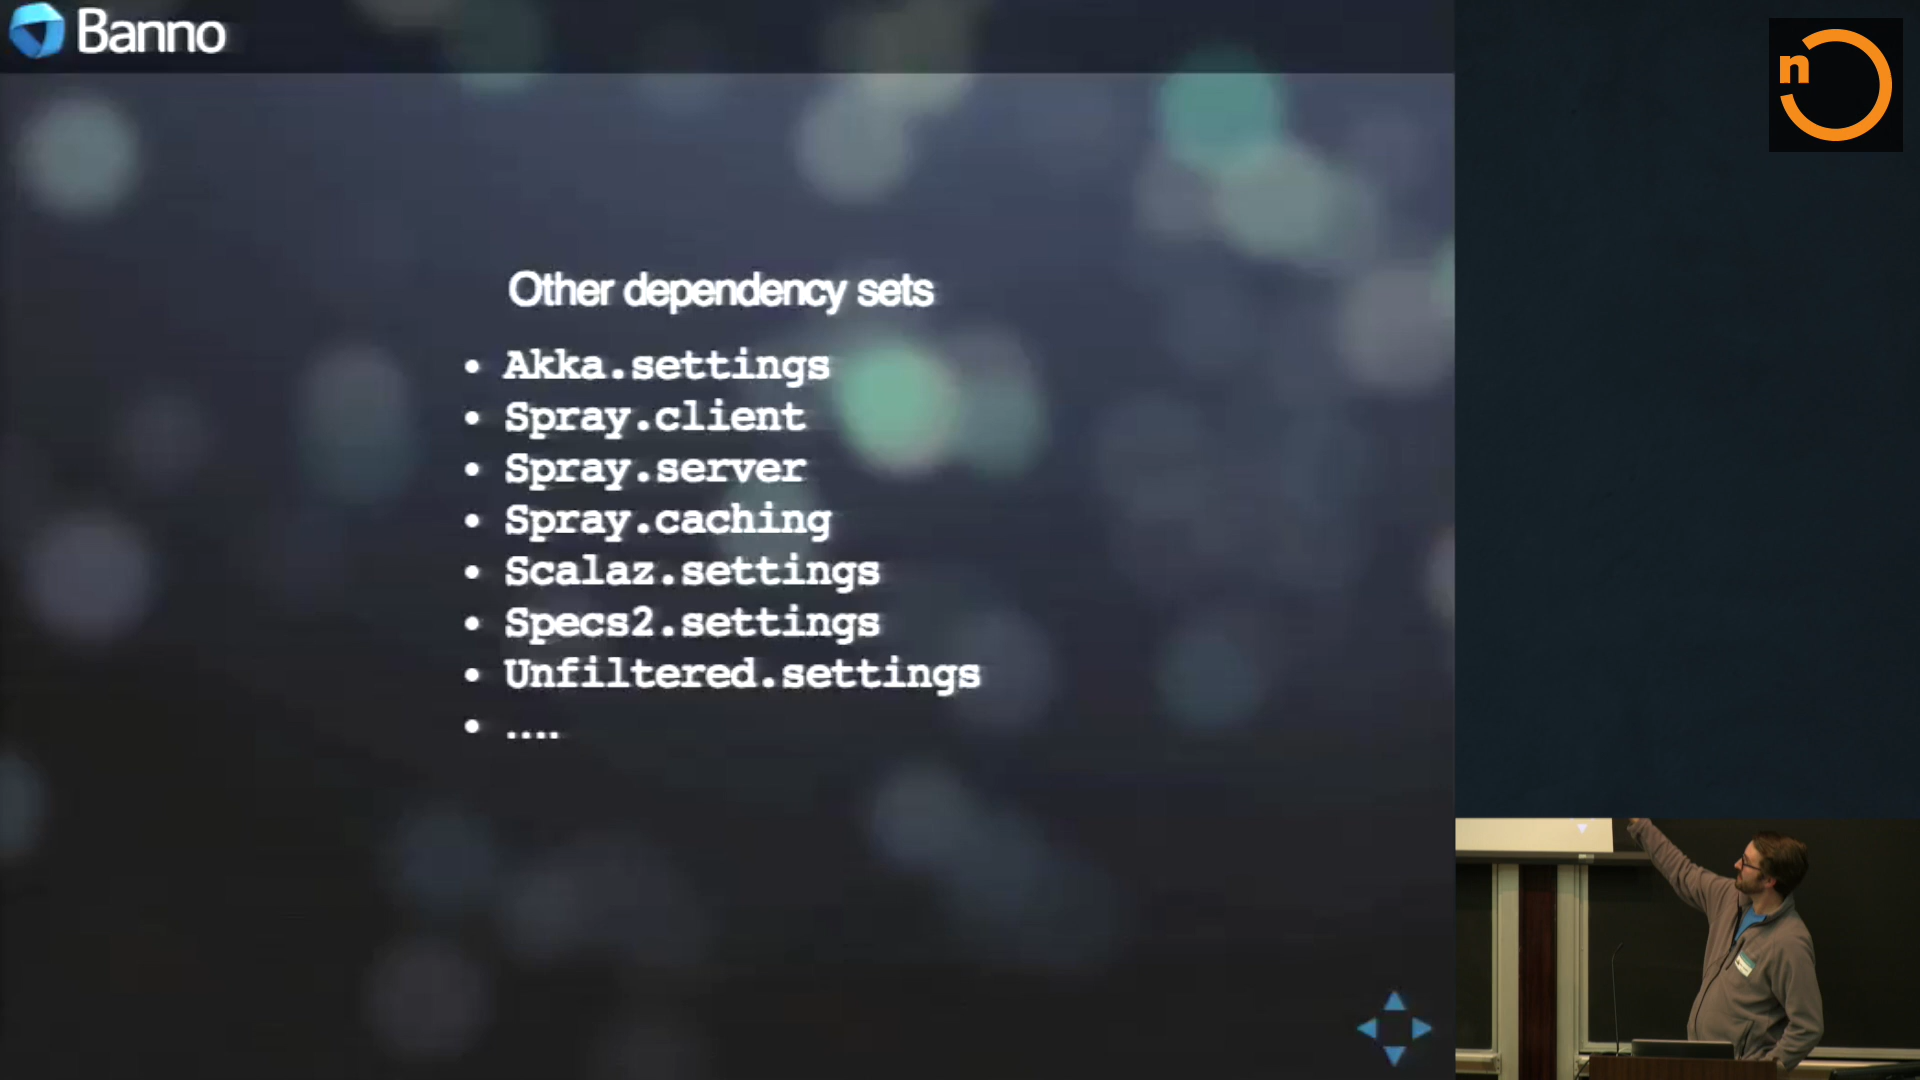 Banno
n
Other dependency sets
• Akka.settings
• Spray.client
• Spray.server
• Spray.caching
• Scalaz.settings
• Specs2.settings
• Unfiltered.settings
• ....